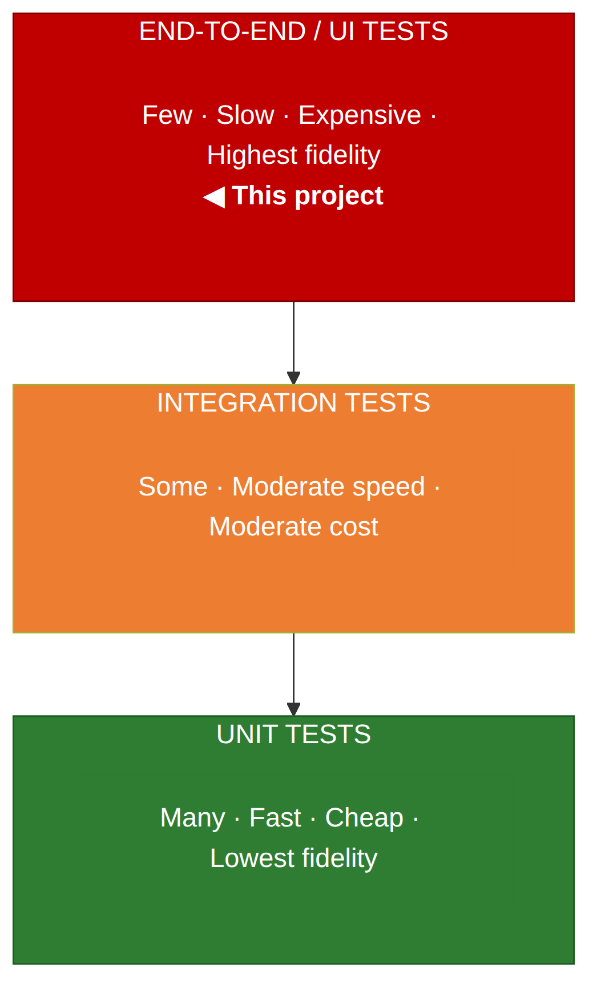 END-TO-END / UI TESTS
Few · Slow · Expensive ·
Highest fidelity
◀ This project
INTEGRATION TESTS
Some · Moderate speed ·
Moderate cost
UNIT TESTS
Many · Fast · Cheap ·
Lowest fidelity